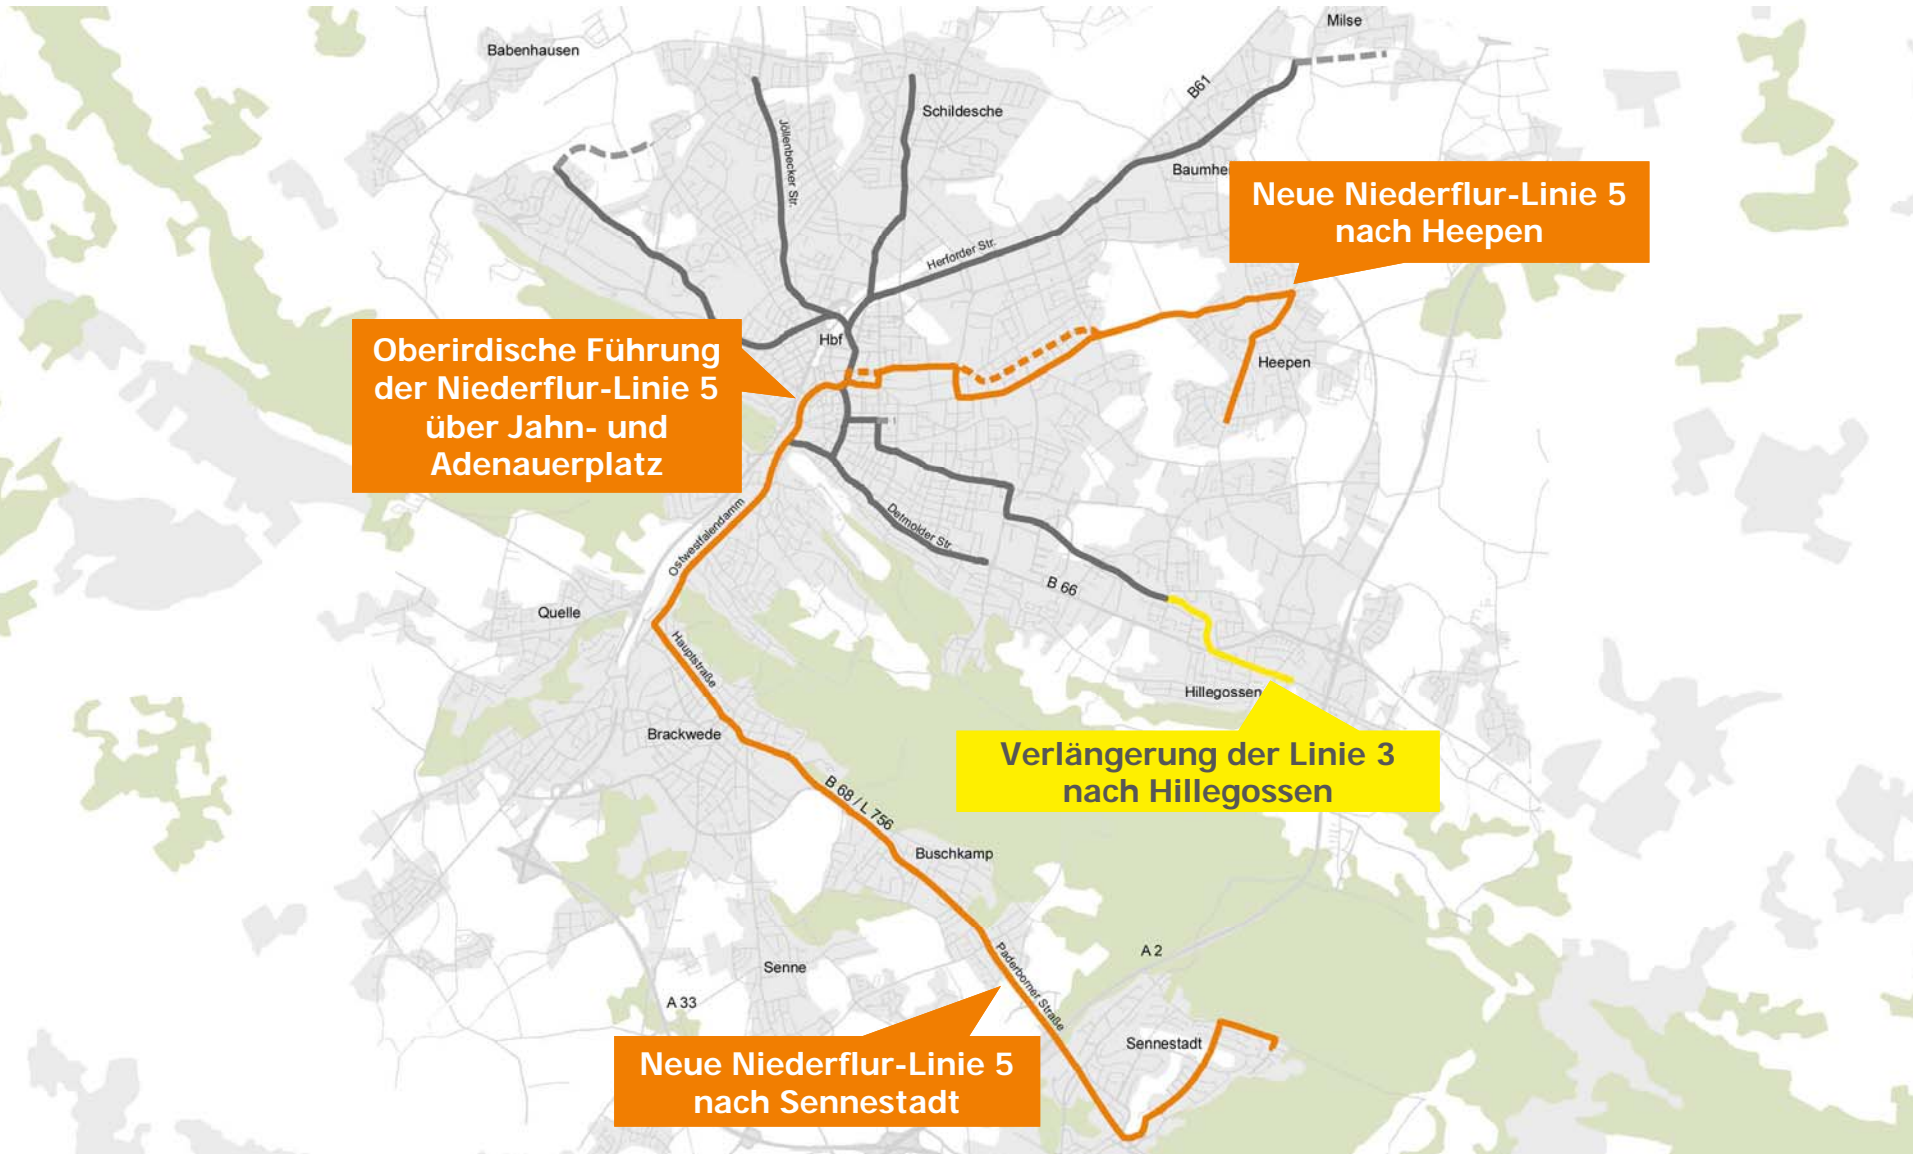 Milse
Babenhausen
B61
Schildesche
Jöllenbecker Str.
Baumhe
Neue Niederflur-Linie 5
nach Heepen
Herforder Str.
Oberirdische Führung
der Niederflur-Linie 5
über Jahn- und
Adenauerplatz
Hbf
Heepen
Ostwestfalendamm
Detmolder Str.
B 66
Quelle
Hauptstraße
Hillegossen
Brackwede
Verlängerung der Linie 3
nach Hillegossen
B 68 / L 756
Buschkamp
A 2
Senne
Paderborner Straße
A 33
Sennestadt
Neue Niederflur-Linie 5
nach Sennestadt